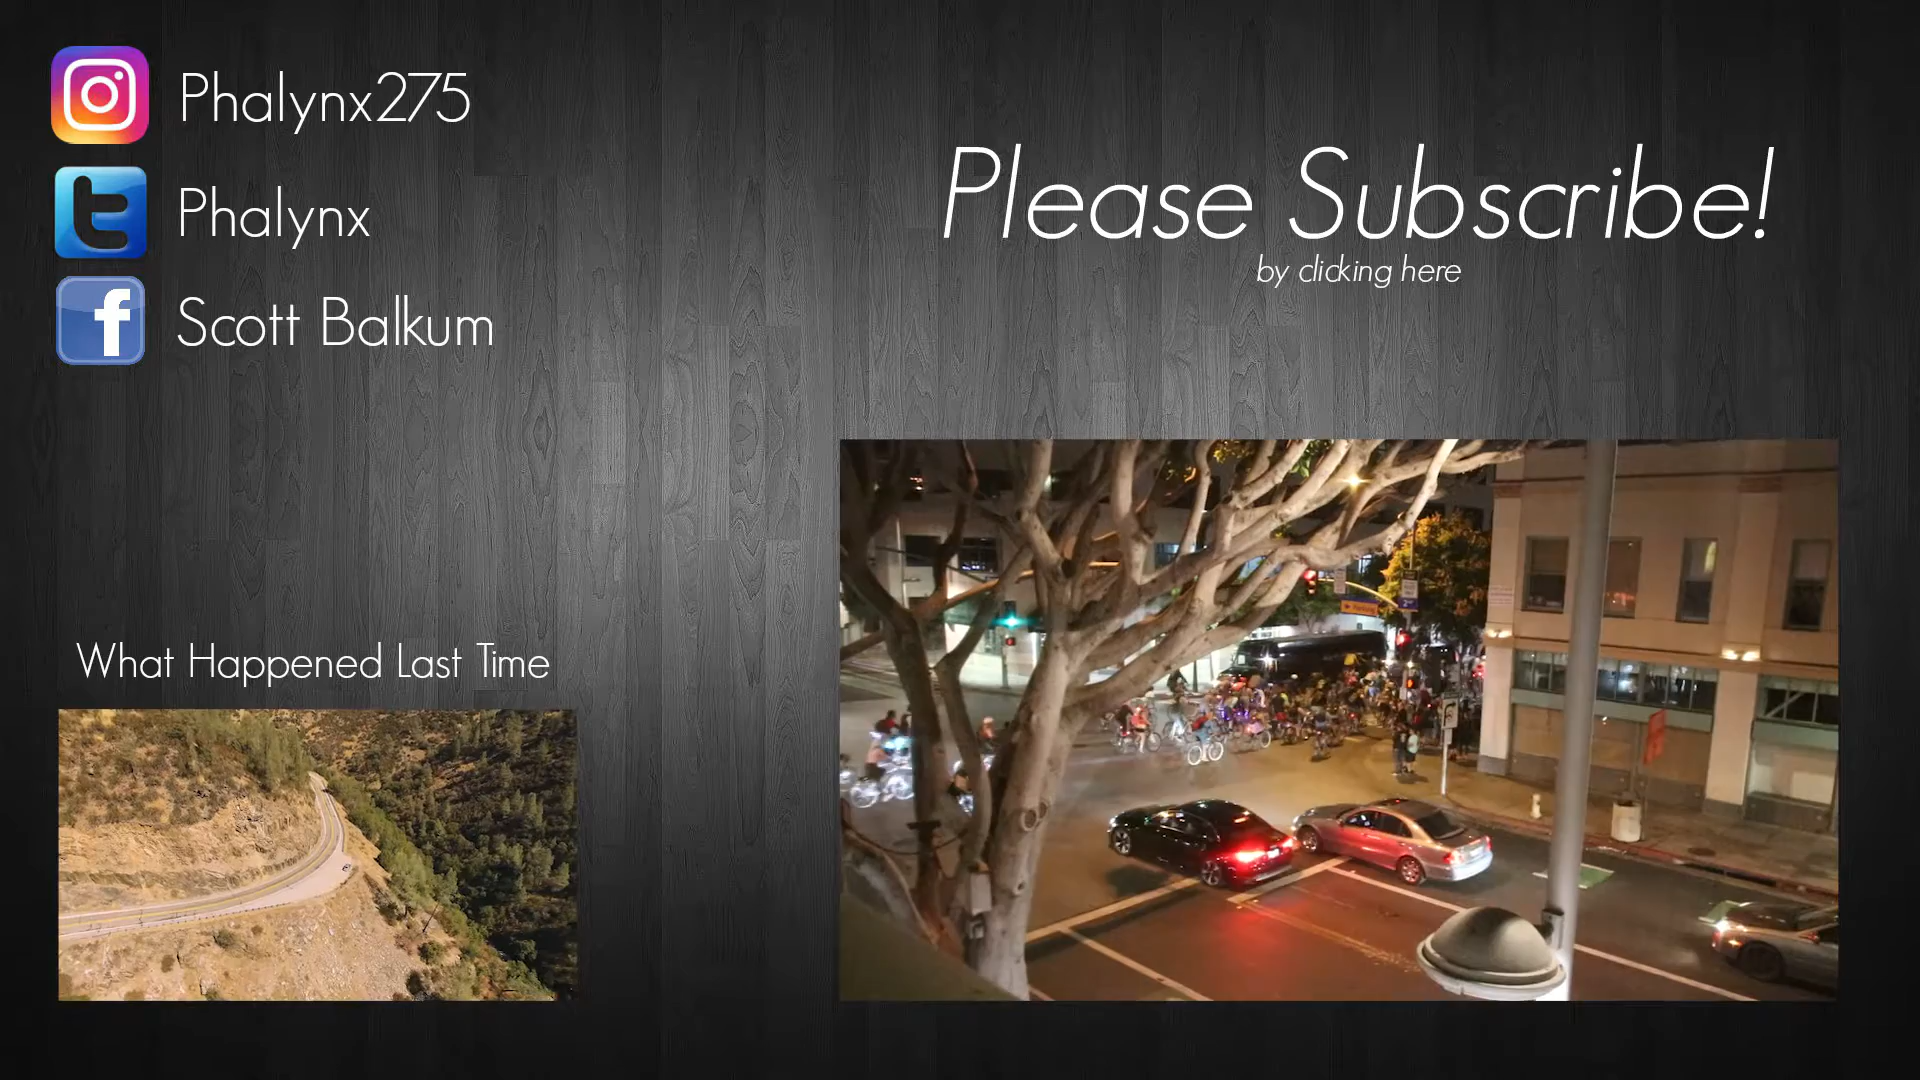 Phalynx275
Phalynx
Scott Balkum
Please Subscribe!
by clicking here
What Happened Last Time